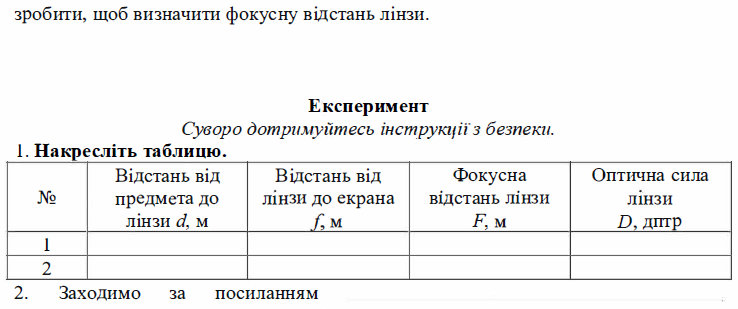 зробити, щоб визначити фокусну відстань лінзи.
Експеримент
Суворо дотримуйтесь інструкції з безпеки.
1. Накресліть таблицю.
№
Відстань від
предмета до
лінзи d, м
Відстань від
лінзи до екрана
f, м
Фокусна
відстань лінзи
F, м
Оптична сила
лінзи
D, дптр
1
2
2. Заходимо за посиланням